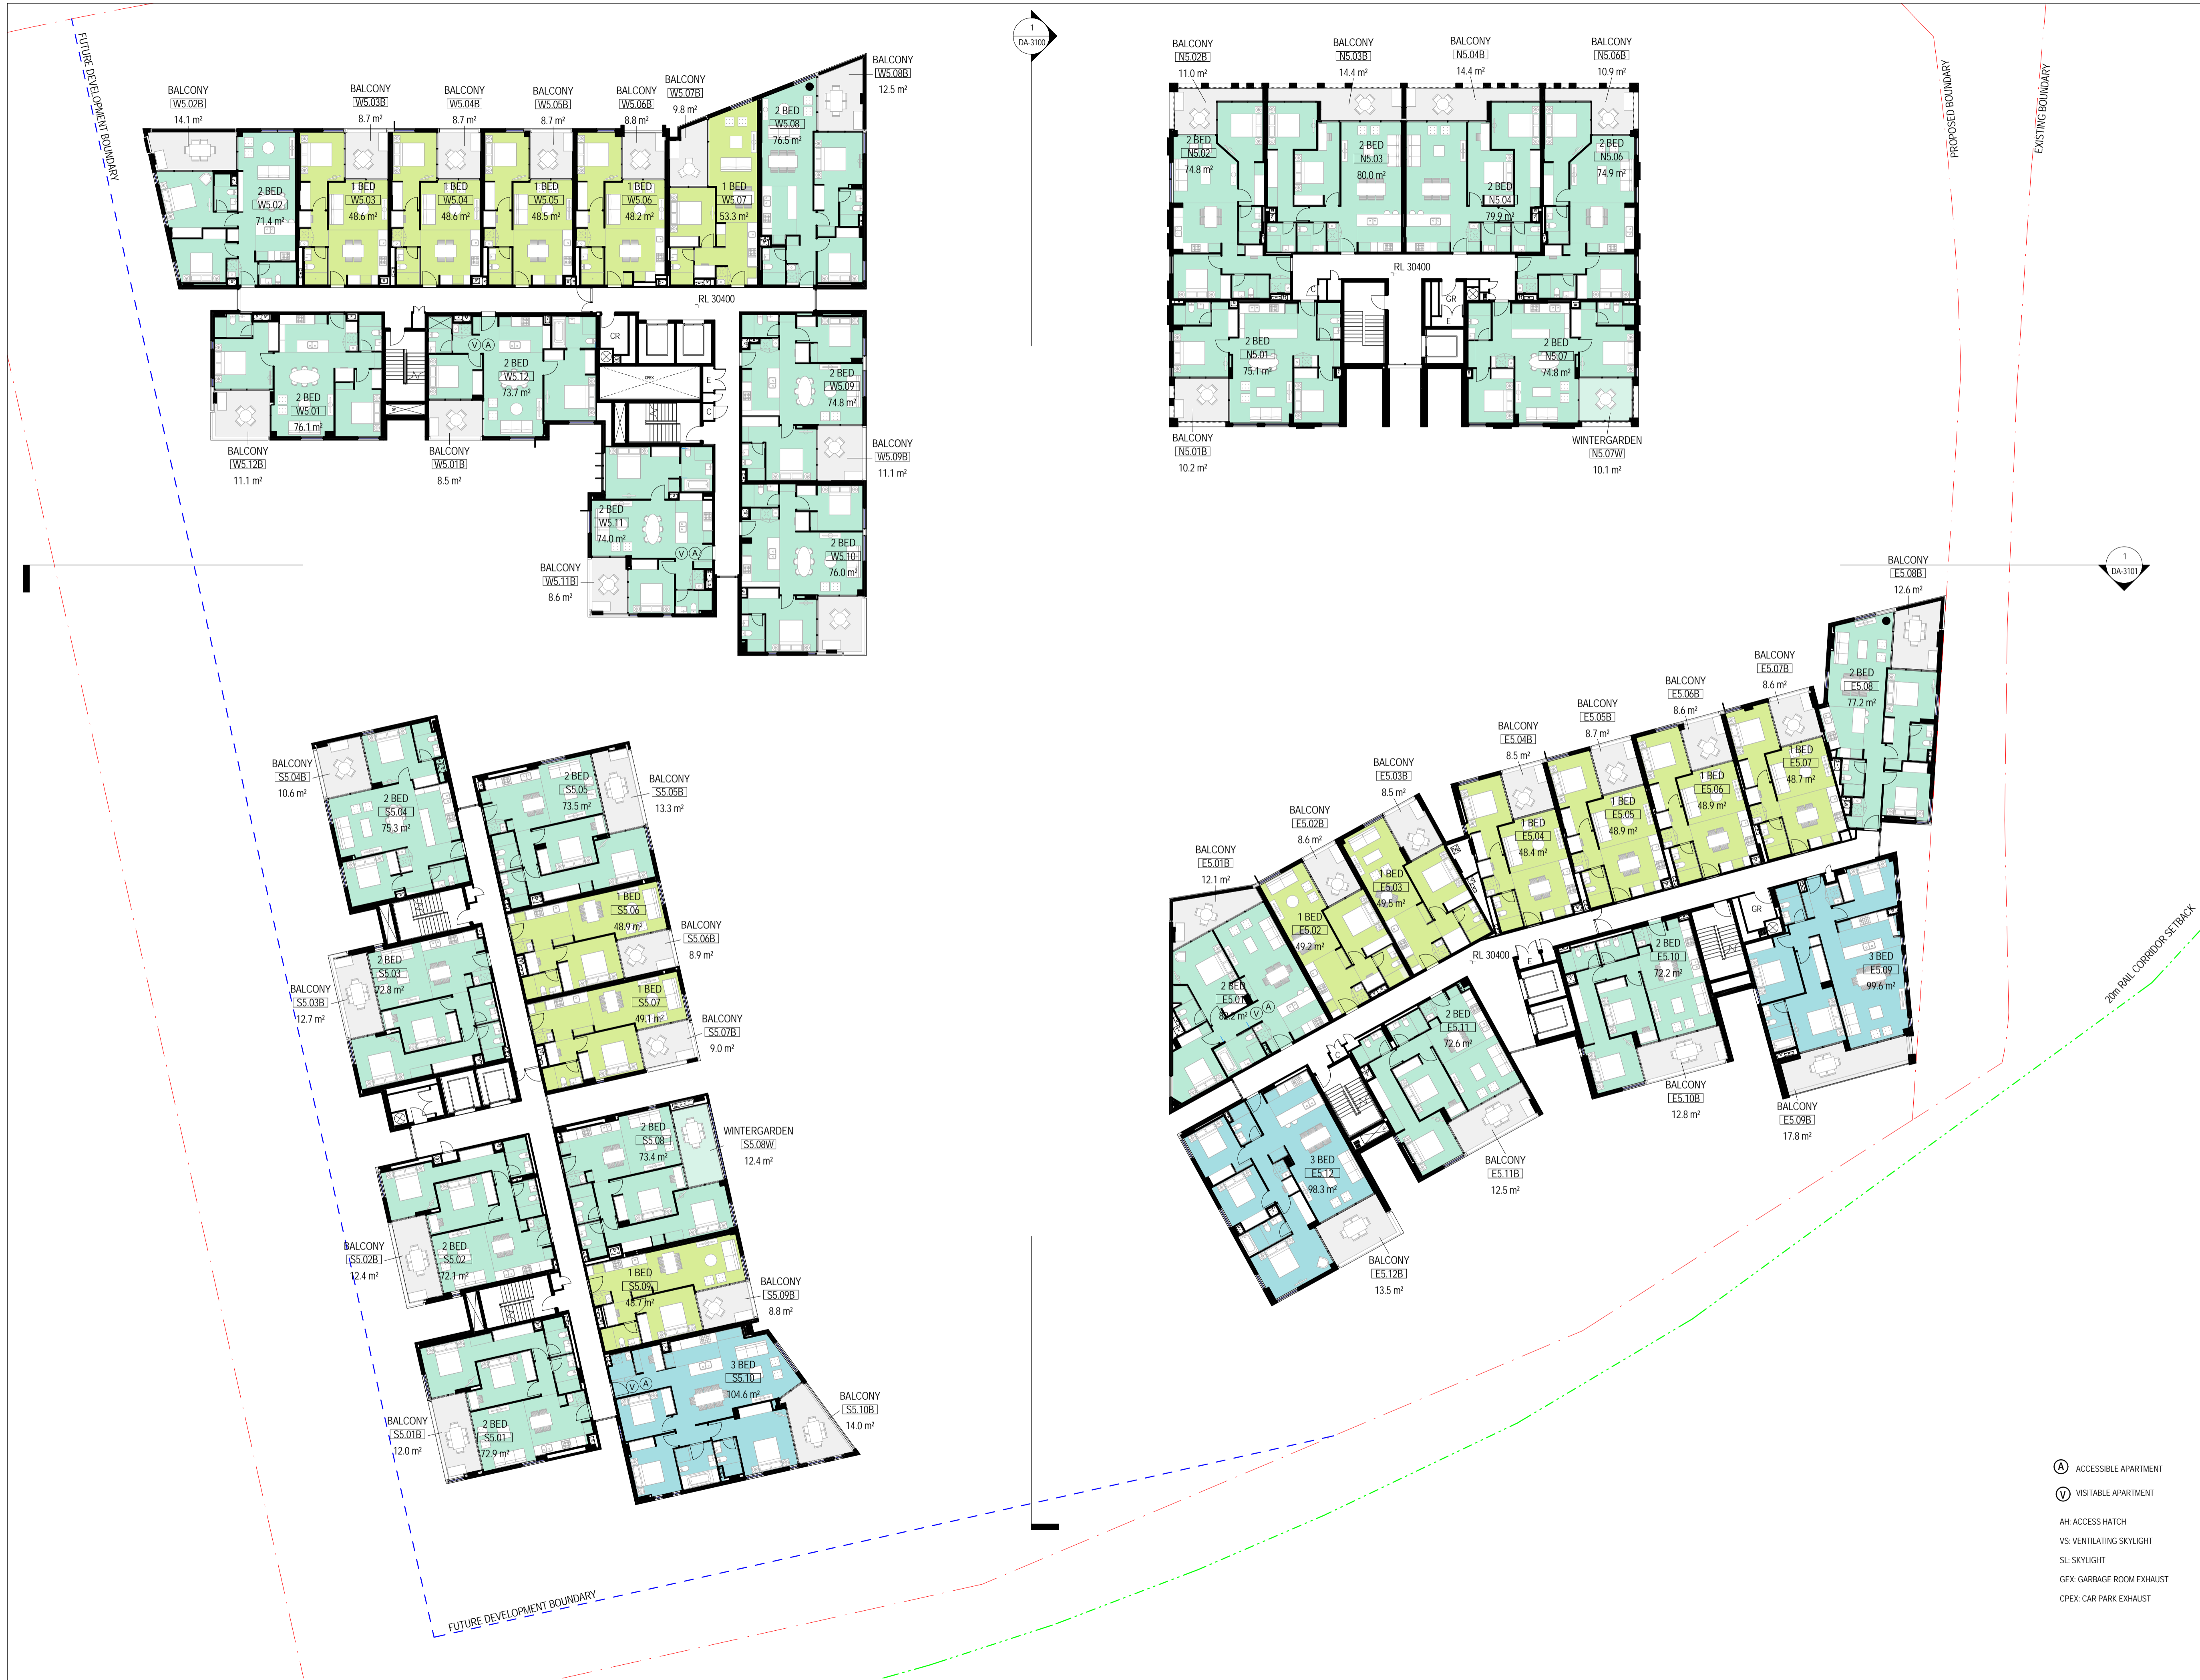 FUTURE DEVELOPMENT BOUNDARY
BALCONY
W5.02B
14.1 m²
BALCONY
W5.03B
8.7 m²
BALCONY
W5.04B
8.7 m²
BALCONY
W5.05B
8.7 m²
BALCONY
W5.06B
8.8 m²
BALCONY
W5.07B
9.8 m²
BALCONY
W5.08B
12.5 m²
2 BED
W5.02
71.4 m²
1 BED
W5.03
48.6 m²
1 BED
W5.04
48.6 m²
1 BED
W5.05
48.5 m²
1 BED
W5.06
48.2 m²
1 BED
W5.07
53.3 m²
2 BED
W5.08
76.5 m²
RL 30400
2 BED
W5.01
76.1 m²
V A
2 BED
W5.12
73.7 m²
CR
CPEX
E
C
2 BED
W5.09
74.8 m²
BALCONY
W5.12B
11.1 m²
BALCONY
W5.01B
8.5 m²
BALCONY
W5.09B
11.1 m²
2 BED
W5.11
74.0 m²
V A
2 BED
W5.10
76.0 m²
BALCONY
W5.11B
8.6 m²
1
DA-3100
BALCONY
N5.02B
11.0 m²
BALCONY
N5.03B
14.4 m²
BALCONY
N5.04B
14.4 m²
BALCONY
N5.06B
10.9 m²
2 BED
N5.02
74.8 m²
2 BED
N5.03
80.0 m²
2 BED
N5.04
79.9 m²
2 BED
N5.06
74.9 m²
RL 30400
C
GR
E
2 BED
N5.01
75.1 m²
2 BED
N5.07
74.8 m²
BALCONY
N5.01B
10.2 m²
WINTERGARDEN
N5.07W
10.1 m²
PROPOSED BOUNDARY
EXISTING BOUNDARY
1
DA-3101
BALCONY
E5.08B
12.6 m²
BALCONY
E5.07B
8.6 m²
BALCONY
E5.06B
8.6 m²
BALCONY
E5.05B
8.7 m²
BALCONY
E5.04B
8.5 m²
BALCONY
E5.03B
8.5 m²
BALCONY
E5.02B
8.6 m²
BALCONY
E5.01B
12.1 m²
2 BED
E5.08
77.2 m²
1 BED
E5.07
48.7 m²
1 BED
E5.06
48.9 m²
1 BED
E5.05
48.9 m²
1 BED
E5.04
48.4 m²
1 BED
E5.03
49.5 m²
1 BED
E5.02
49.2 m²
2 BED
E5.01
V A
RL 30400
E
C
GR
2 BED
E5.11
72.6 m²
2 BED
E5.10
72.2 m²
3 BED
E5.09
99.6 m²
3 BED
E5.12
98.3 m²
BALCONY
E5.10B
12.8 m²
BALCONY
E5.09B
17.8 m²
BALCONY
E5.11B
12.5 m²
BALCONY
E5.12B
13.5 m²
20m RAIL CORRIDOR SETBACK
BALCONY
S5.04B
10.6 m²
2 BED
S5.04
75.3 m²
2 BED
S5.05
73.5 m²
BALCONY
S5.05B
13.3 m²
1 BED
S5.06
48.9 m²
BALCONY
S5.06B
8.9 m²
2 BED
S5.03
72.8 m²
BALCONY
S5.03B
12.7 m²
1 BED
S5.07
49.1 m²
BALCONY
S5.07B
9.0 m²
2 BED
S5.08
73.4 m²
WINTERGARDEN
S5.08W
12.4 m²
BALCONY
S5.02B
12.4 m²
2 BED
S5.02
72.1 m²
1 BED
S5.09
48.7 m²
BALCONY
S5.09B
8.8 m²
3 BED
S5.10
104.6 m²
V A
BALCONY
S5.10B
14.0 m²
BALCONY
S5.01B
12.0 m²
2 BED
S5.01
72.9 m²
FUTURE DEVELOPMENT BOUNDARY
A ACCESSIBLE APARTMENT
V VISITABLE APARTMENT
AH: ACCESS HATCH
VS: VENTILATING SKYLIGHT
SL: SKYLIGHT
GEX: GARBAGE ROOM EXHAUST
CPEX: CAR PARK EXHAUST